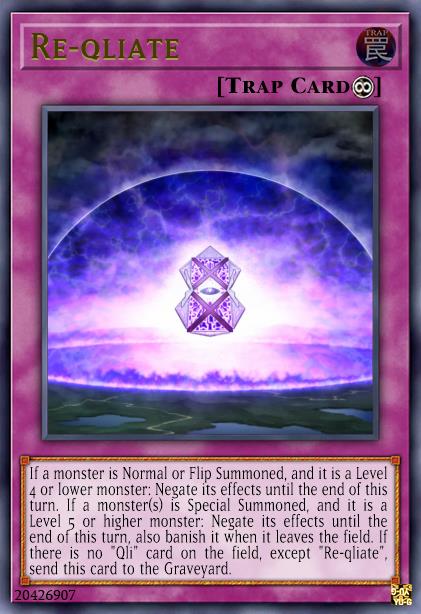 Re-qliate
TRAP
罠
[Trap Card]
If a monster is Normal or Flip Summoned, and it is a Level
4 or lower monster: Negate its effects until the end of this
turn. If a monster(s) is Special Summoned, and it is a
Level 5 or higher monster: Negate its effects until the
end of this turn, also banish it when it leaves the field. If
there is no "Qli" card on the field, except "Re-qliate",
send this card to the Graveyard.
20426907